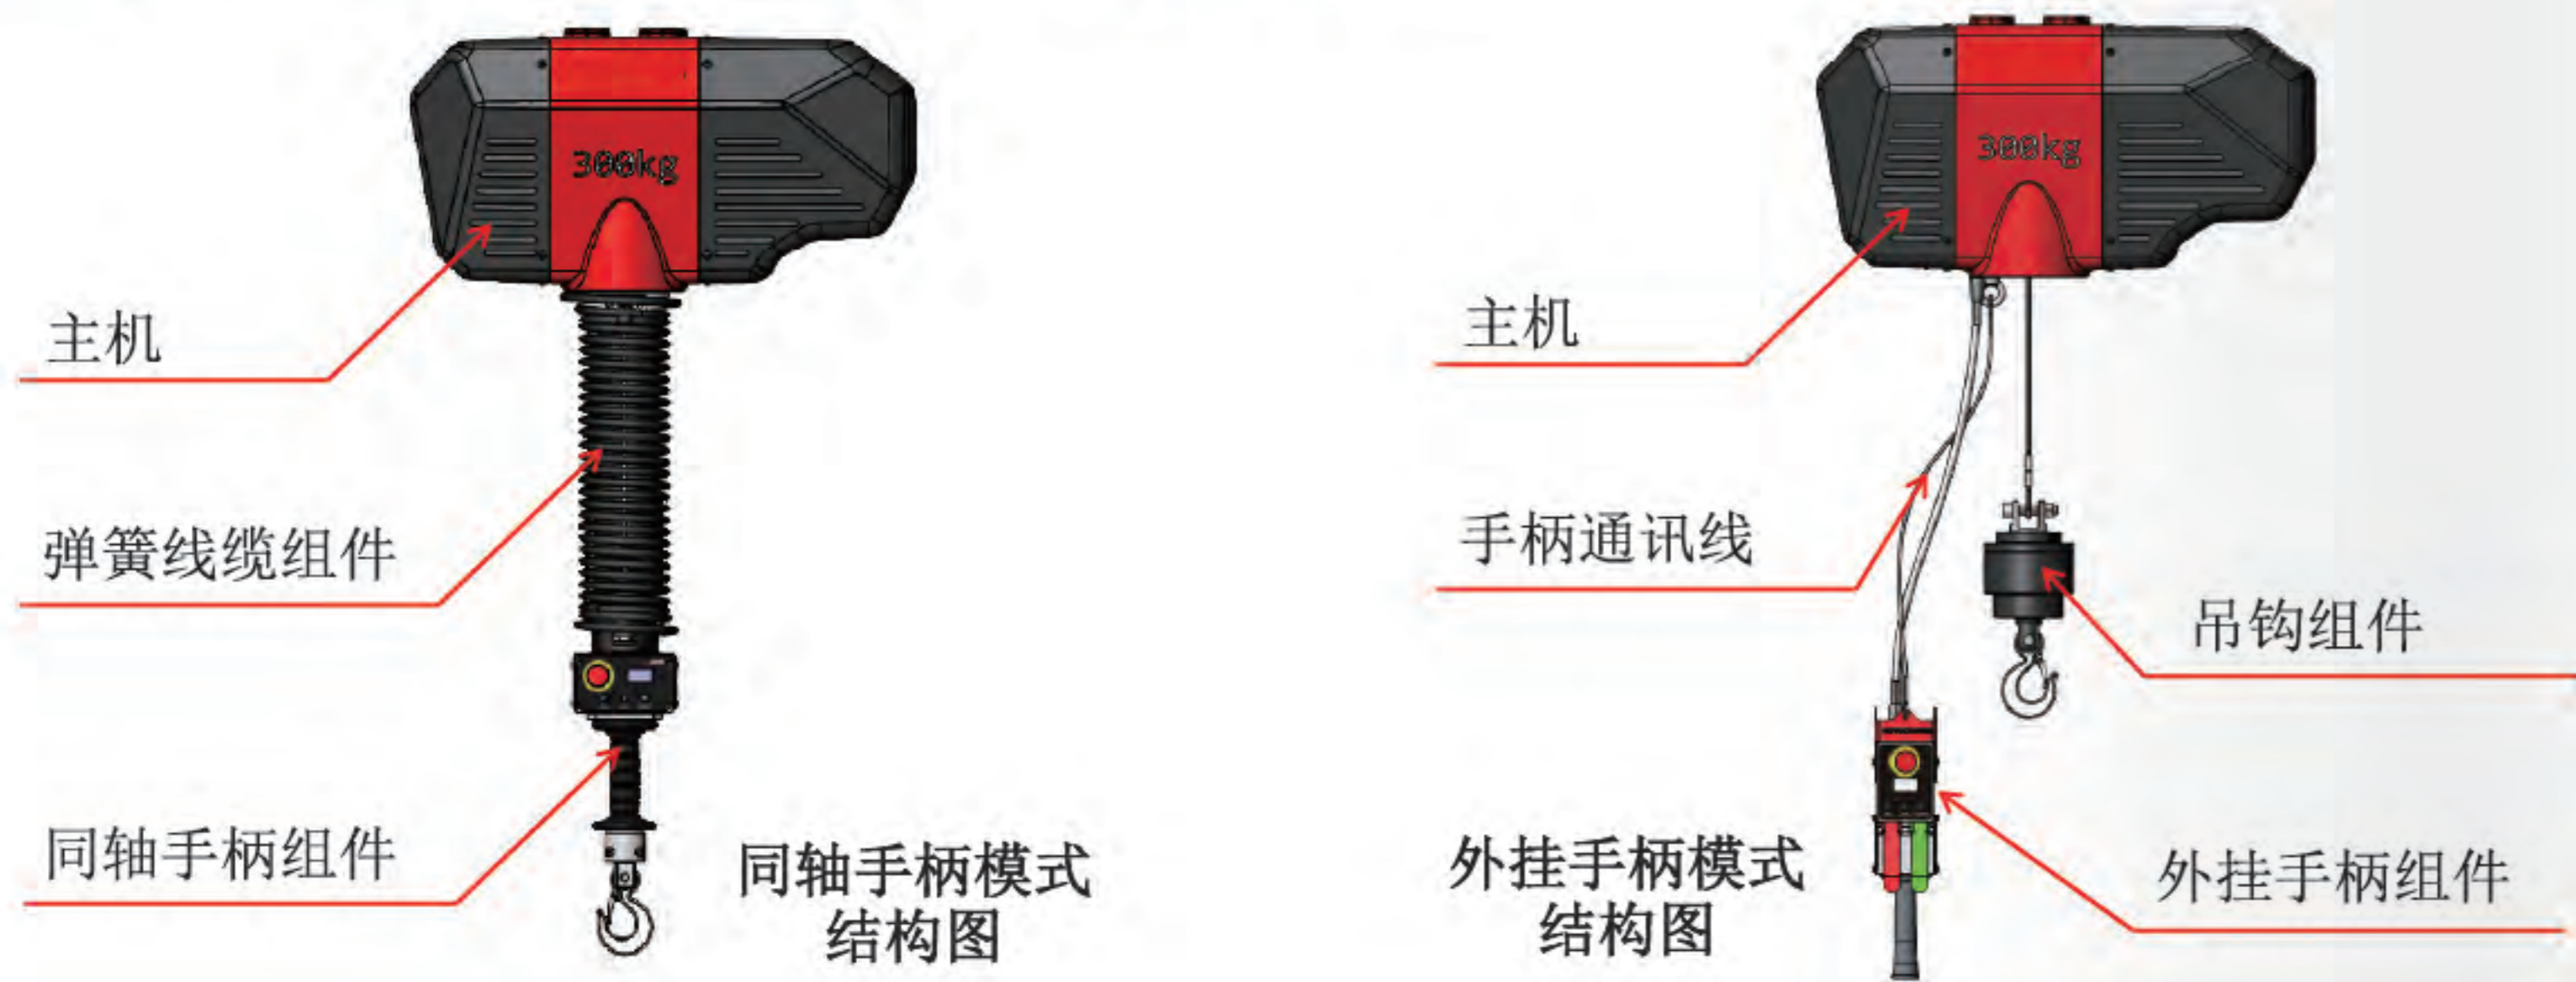 300kg
主机
弹簧线缆组件
同轴手柄组件
同轴手柄模式
结构图
300kg
主机
手柄通讯线
吊钩组件
外挂手柄组件
外挂手柄模式
结构图